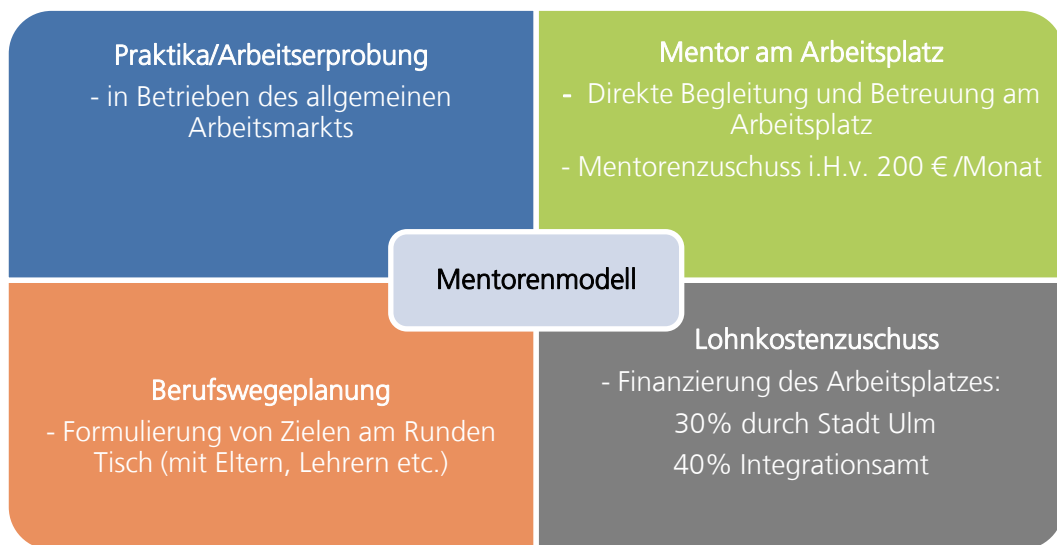 Praktika/Arbeitserprobung
- in Betrieben des allgemeinen
Arbeitsmarkts
Mentor am Arbeitsplatz
- Direkte Begleitung und Betreuung am
Arbeitsplatz
- Mentorenzuschuss i.H.v. 200 € /Monat
Mentorenmodell
Berufswegeplanung
- Formulierung von Zielen am Runden
Tisch (mit Eltern, Lehrern etc.)
Lohnkostenzuschuss
- Finanzierung des Arbeitsplatzes:
30% durch Stadt Ulm
40% Integrationsamt